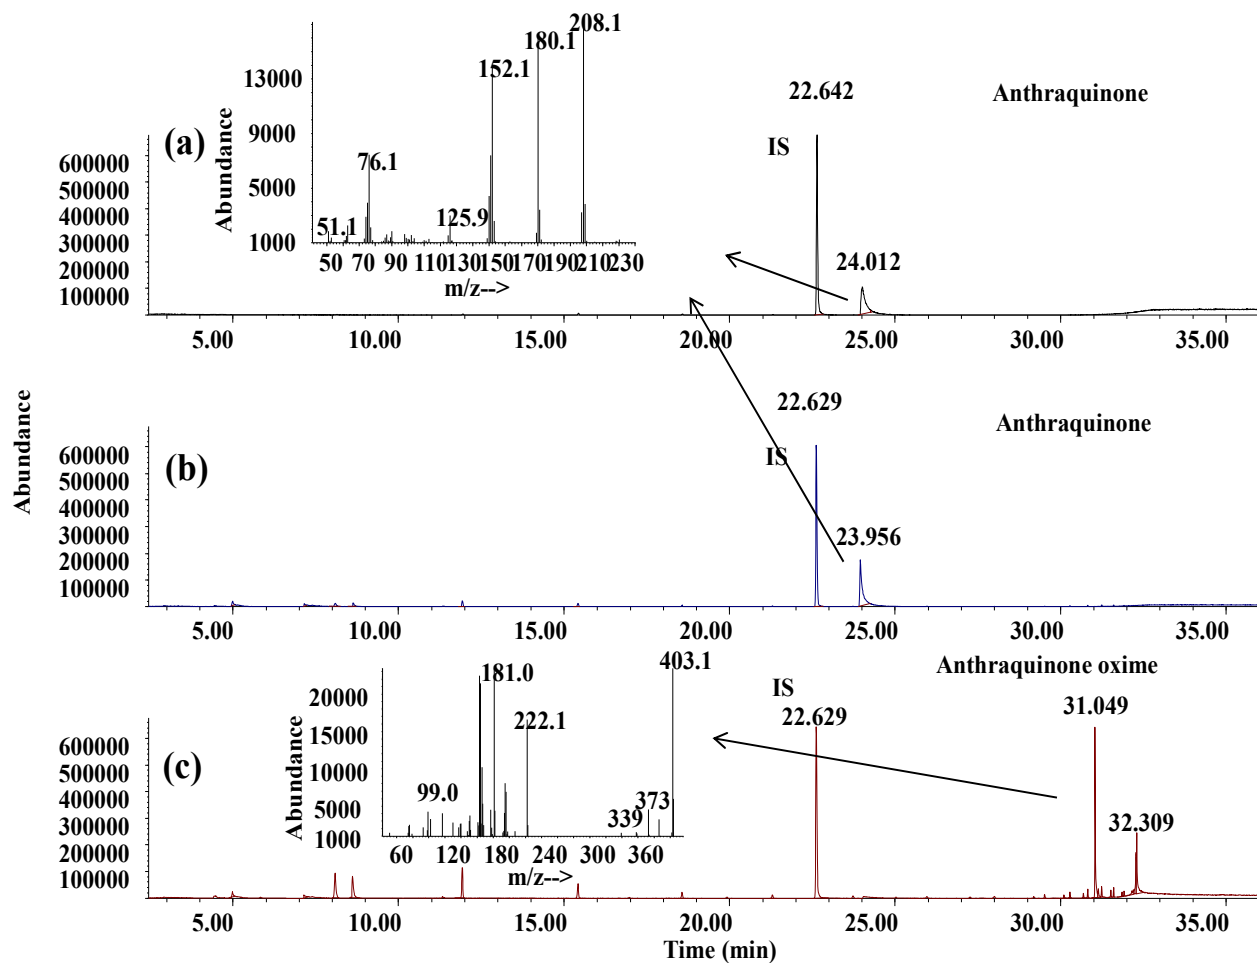 208.1
180.1
152.1
13000
9000
5000
1000
Abundance
76.1
51.1
125.9
50 70 90 110 130 150 170 190 210 230
m/z-->
(a)
22.642
IS
Anthraquinone
24.012
600000
500000
400000
300000
200000
100000
5.00 10.00 15.00 20.00 25.00 30.00 35.00
Abundance
(b)
22.629
IS
Anthraquinone
23.956
600000
500000
400000
300000
200000
100000
5.00 10.00 15.00 20.00 25.00 30.00 35.00
403.1
181.0
222.1
20000
15000
10000
5000
1000
Abundance
99.0
373
339
60 120 180 240 300 360
m/z-->
(c)
IS
22.629
Anthraquinone oxime
31.049
32.309
600000
500000
400000
300000
200000
100000
5.00 10.00 15.00 20.00 25.00 30.00 35.00
Time (min)